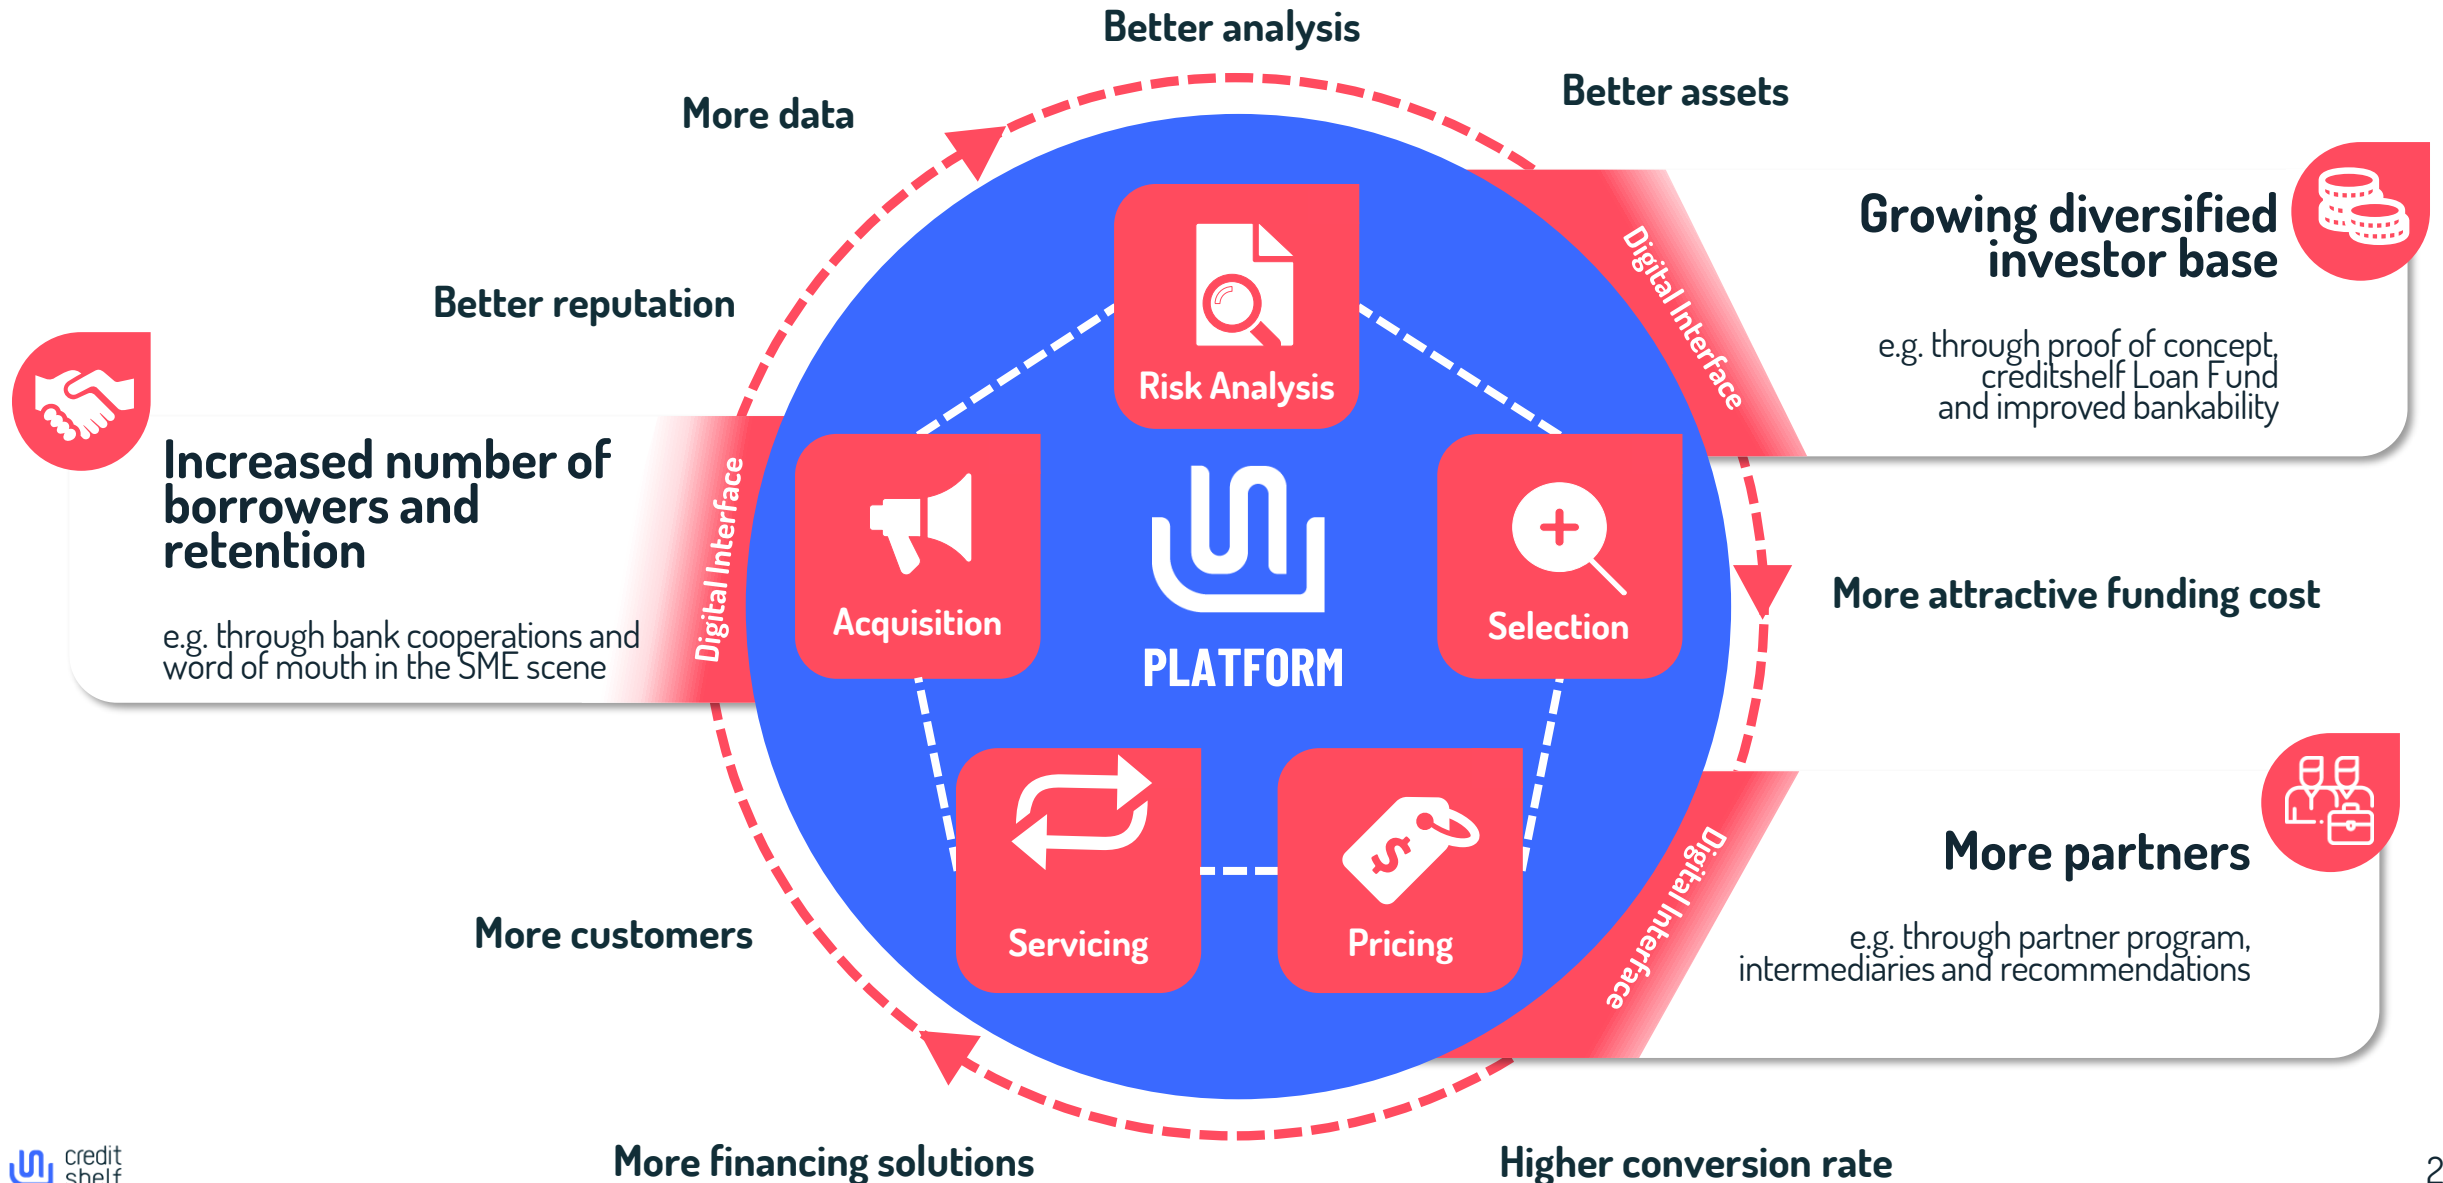 Better analysis
Better assets
More data
Growing diversified
investor base
e.g. through proof of concept,
creditshelf Loan Fund
and improved bankability
Digital Interface
Better reputation
Risk Analysis
Increased number of
borrowers and
retention
e.g. through bank cooperations and
word of mouth in the SME scene
Digital Interface
Acquisition
PLATFORM
Selection
More attractive funding cost
Servicing
Pricing
Digital Interface
More partners
e.g. through partner program,
intermediaries and recommendations
More customers
More financing solutions
Higher conversion rate
credit
shelf
2